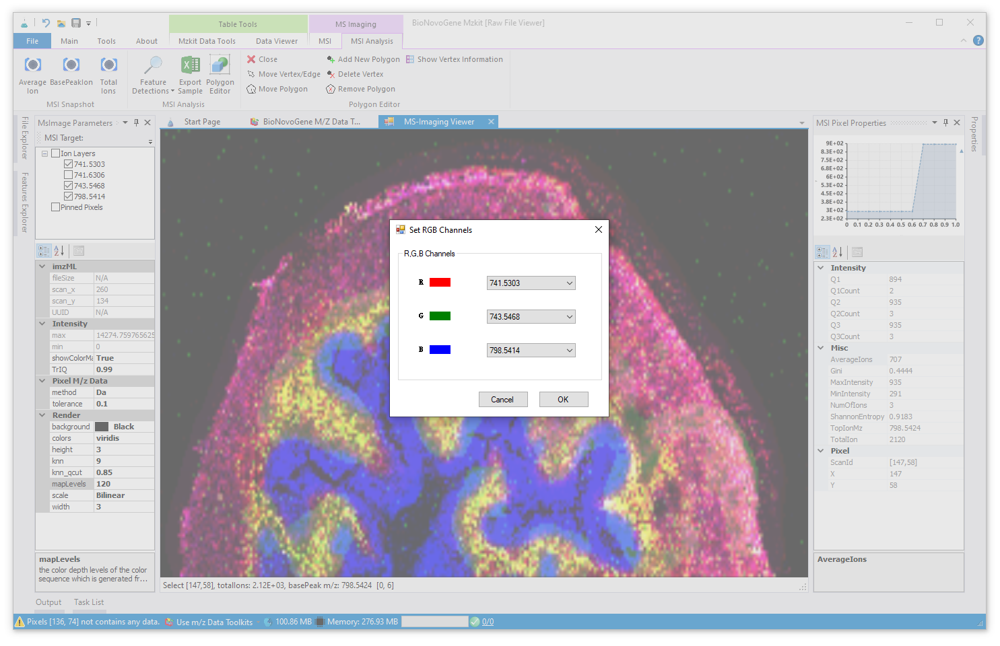 Table Tools
MS Imaging
BioNovoGene Mzkit [Raw File Viewer]
File
Main
Tools
About
Mzkit Data Tools
Data Viewer
MSI
MSI Analysis
?
Average Ion
BasePeakIon
Total Ions
MSI Snapshot
Feature Detections
Export Sample
Polygon Editor
MSI Analysis
Close
Add New Polygon
Show Vertex Information
Move Vertex/Edge
Delete Vertex
Move Polygon
Remove Polygon
Polygon Editor
File Explorer
Features Explorer
MsImage Parameters
MSI Target:
Ion Layers
741.5303
741.6306
743.5468
798.5414
Pinned Pixels
imzML
fileSize N/A
scan_x 260
scan_y 134
UUID N/A
Intensity
max 14274.759765625
min 0
showColorMa True
TrIQ 0.99
Pixel M/z Data
method Da
tolerance 0.1
Render
background Black
colors viridis
height 3
knn 9
knn_qcut 0.85
mapLevels 120
scale Bilinear
width 3
mapLevels
the color depth levels of the color
sequence which is generated fr...
Output
Task List
Start Page
BioNovoGene M/Z Data T...
MS-Imaging Viewer
Set RGB Channels
R,G,B Channels
R 741.5303
G 743.5468
B 798.5414
Cancel
OK
Select [147,58], totalIons: 2.12E+03, basePeak m/z: 798.5424 [0, 6]
MSI Pixel Properties
Properties
9E+02
8.3E+02
7.5E+02
6.8E+02
6E+02
5.3E+02
4.5E+02
3.8E+02
3E+02
2.3E+02
0 0.1 0.2 0.3 0.4 0.5 0.6 0.7 0.8 0.9 1.0
Intensity
Q1 894
Q1Count 2
Q2 935
Q2Count 3
Q3 935
Q3Count 3
Misc
AverageIons 707
Gini 0.4444
MaxIntensity 935
MinIntensity 291
NumOfIons 3
ShannonEntropy 0.9183
TopIonMz 798.5424
TotalIon 2120
Pixel
ScanId [147,58]
X 147
Y 58
AverageIons
Pixels [136, 74] not contains any data.
Use m/z Data Toolkits
100.86 MB
Memory: 276.93 MB
0/0